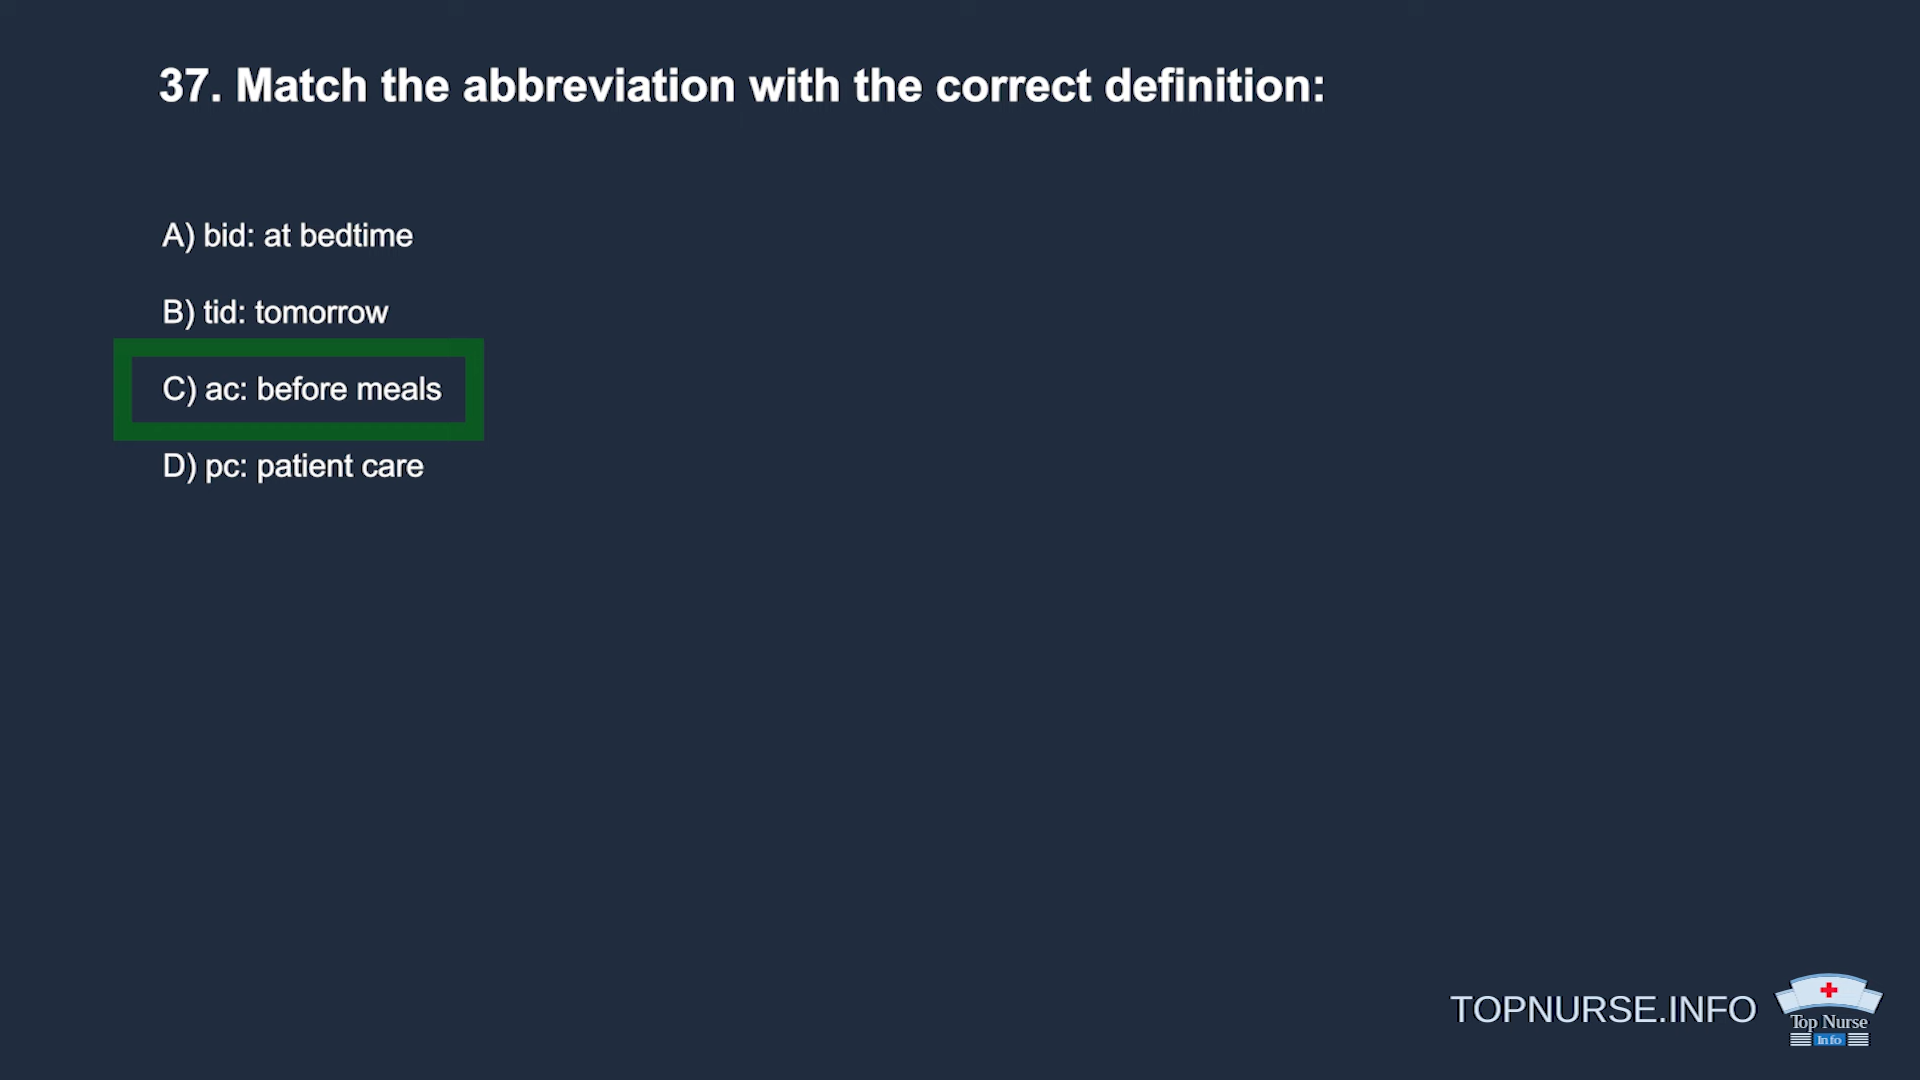 37. Match the abbreviation with the correct definition:
A) bid: at bedtime
B) tid: tomorrow
C) ac: before meals
D) pc: patient care
TOPNURSE.INFO
Top Nurse
Info